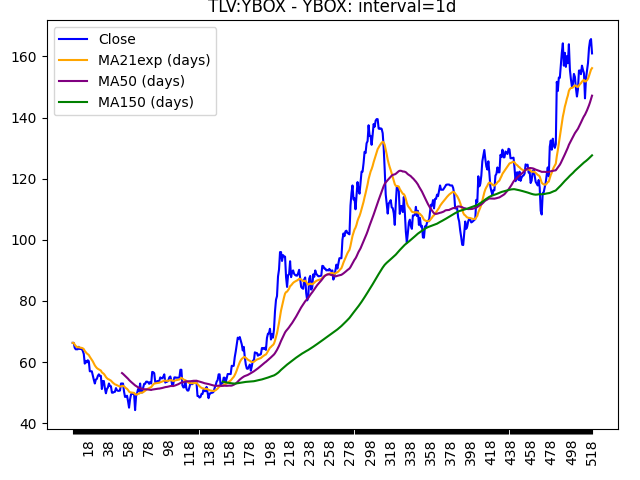 TLV:YBOX - YBOX: interval=1d
Close
MA21exp (days)
MA50 (days)
MA150 (days)
160
140
120
100
80
60
40
18 38 58 78 98 118 138 158 178 198 218 238 258 278 298 318 338 358 378 398 418 438 458 478 498 518